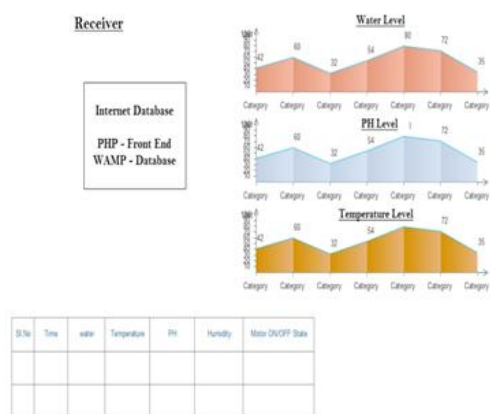 Receiver
Internet Database
PHP - Front End
WAMP - Database
Water Level
42 60 32 54 80 72 35
Category Category Category Category Category Category Category
PH Level
42 60 32 54 72 35
Category Category Category Category Category Category Category
Temperature Level
42 60 32 54 72 35
Category Category Category Category Category Category Category
Sl.No Time water Temperature PH Humidity Motor ON/OFF State